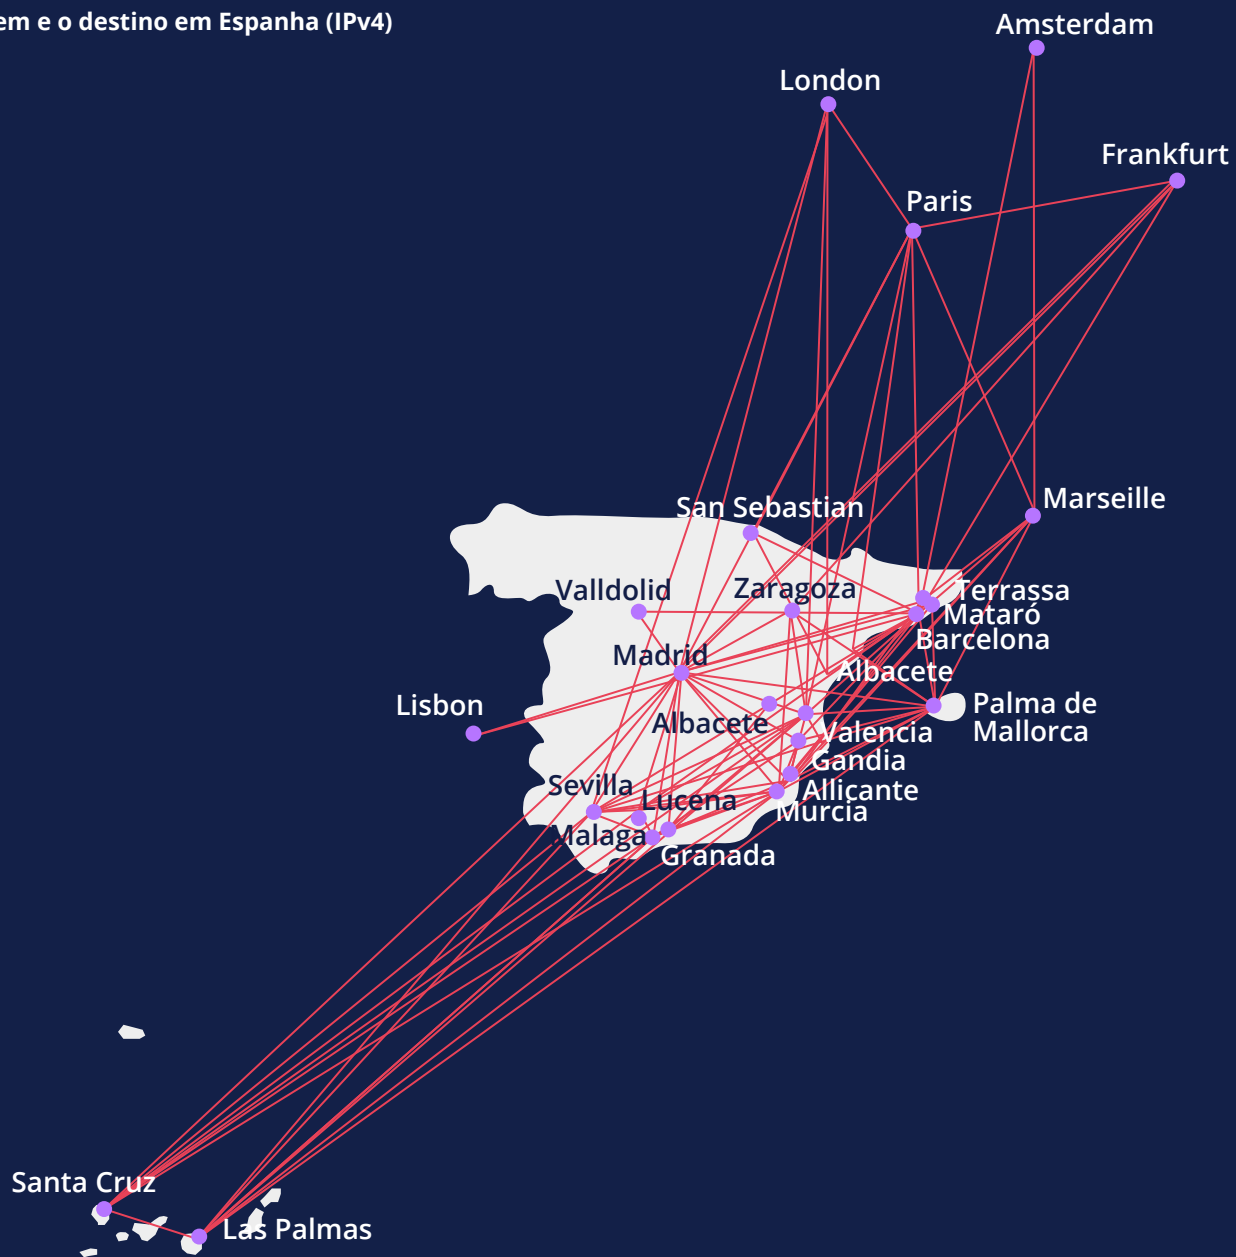 em e o destino em Espanha (IPv4)
Amsterdam
London
Frankfurt
Paris
Marseille
San Sebastian
Valldolid
Zaragoza
Terrassa
Mataró
Barcelona
Madrid
Albacete
Lisbon
Albacete
Palma de
Mallorca
Valencia
Gandia
Sevilla
Lucena
Allicante
Murcia
Malaga
Granada
Santa Cruz
Las Palmas